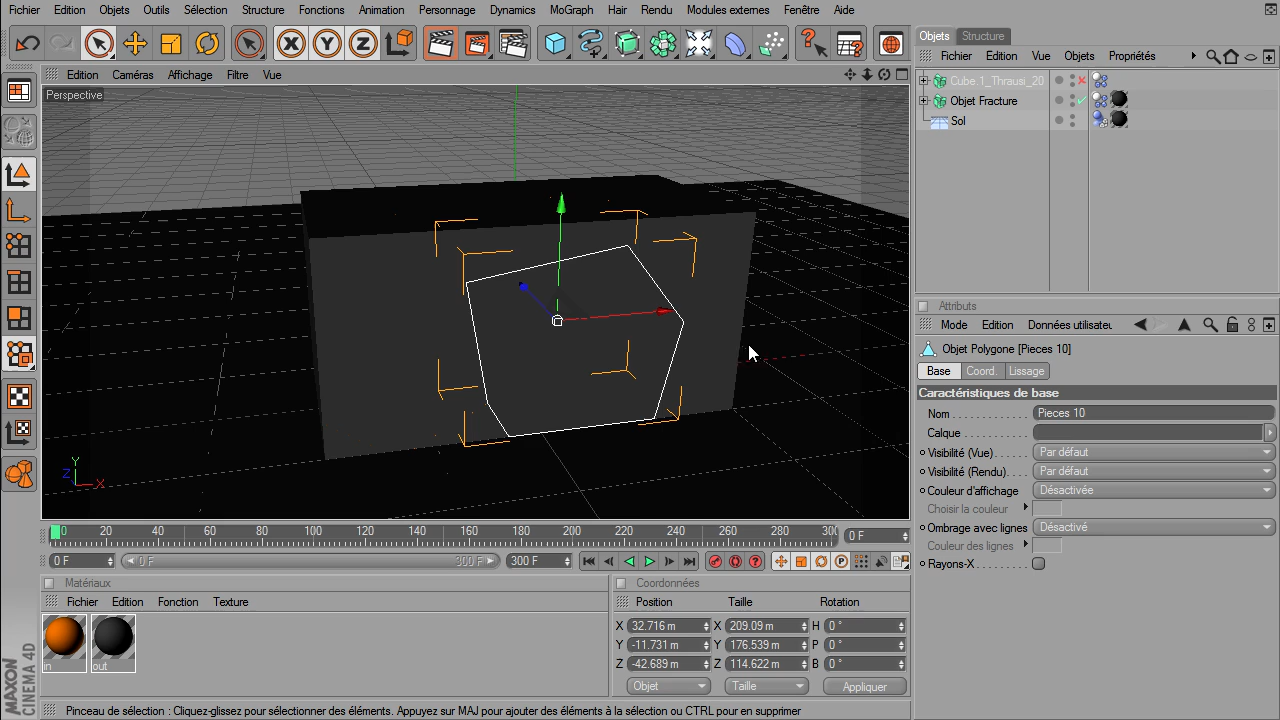 Fichier Edition Objets Outils Sélection Structure Fonctions Animation Personnage Dynamics MoGraph Hair Rendu Modules externes Fenêtre Aide
Objets Structure
Edition Caméras Affichage Filtre Vue
Fichier Edition Vue Objets Propriétés
Perspective
Cube:1_Thrausi_20
Objet Fracture
Sol
Attributs
Mode Edition Données utilisateu
Objet Polygone [Pieces 10]
Base Coord. Lissage
Caractéristiques de base
Nom Pieces 10
Calque
Visibilité (Vue) Par défaut
Visibilité (Rendu) Par défaut
Couleur d'affichage Désactivée
Choisir la couleur
Ombrage avec lignes Désactivé
Couleur des lignes
Rayons-X
Y
Z X
0 20 40 60 80 100 120 140 160 180 200 220 240 260 280 30 0 F
0 F 0 F 300 F 300 F
Matériaux
Fichier Edition Fonction Texture
in out
Coordonnées
Position Taille Rotation
X 32.716 m X 209.09 m H 0 °
Y -11.731 m Y 176.539 m P 0 °
Z -42.689 m Z 114.622 m B 0 °
Objet Taille Appliquer
MAXON
CINEMA 4D
Pinceau de sélection : Cliquez-glissez pour sélectionner des éléments. Appuyez sur MAJ pour ajouter des éléments à la sélection ou CTRL pour en supprimer